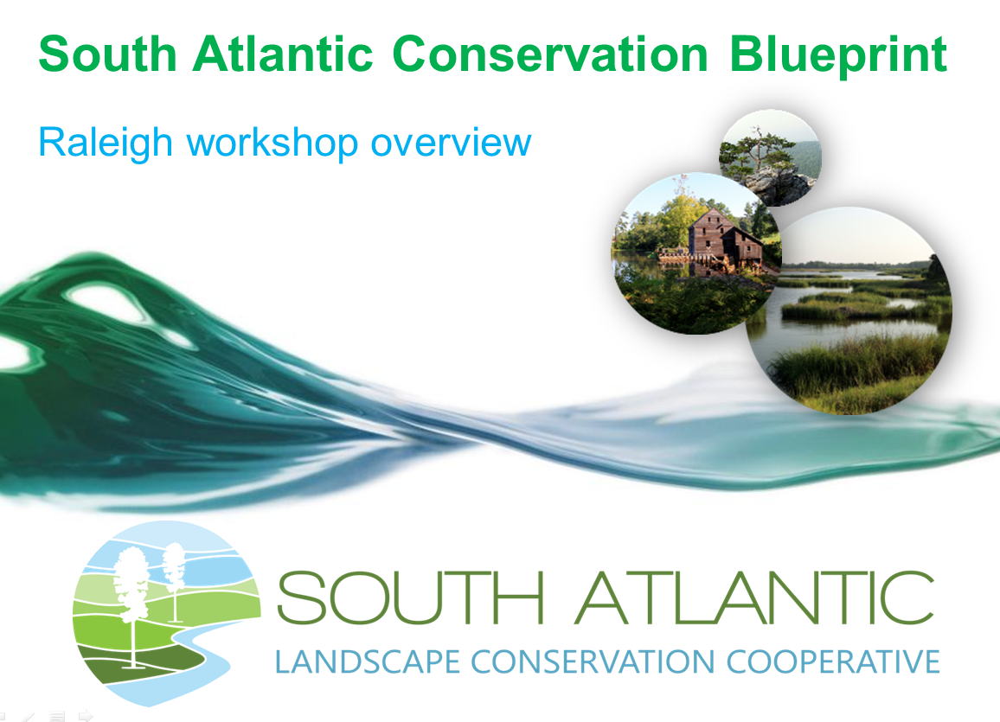 South Atlantic Conservation Blueprint
Raleigh workshop overview
SOUTH ATLANTIC
LANDSCAPE CONSERVATION COOPERATIVE